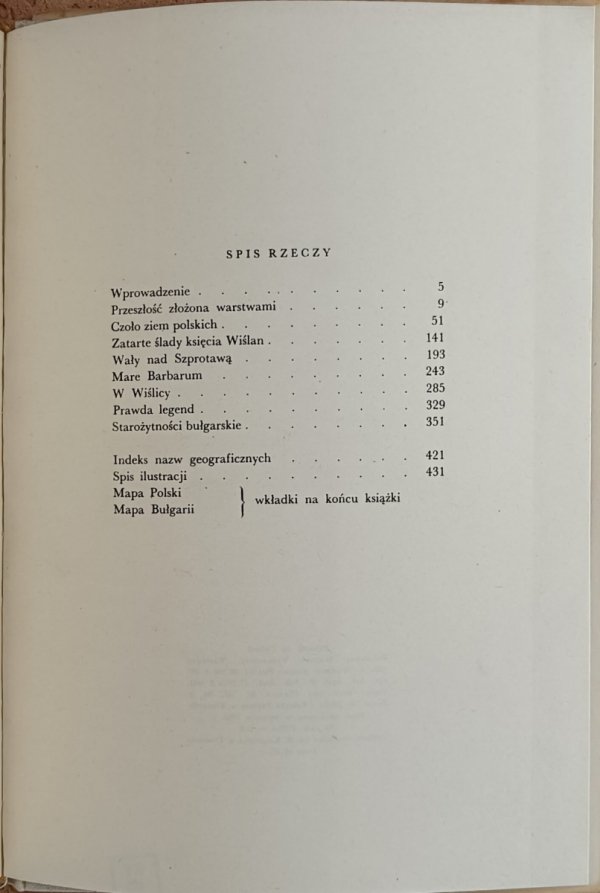 SPIS RZECZY
Wprowadzenie . . . . . . . . . . 5
Przeszłość złożona warstwami . . . . . 9
Czoło ziem polskich . . . . . . . . 51
Zatarte ślady księcia Wiślan . . . . . . 141
Wały nad Szprotawą . . . . . . . 193
Mare Barbarum . . . . . . . . 243
W Wiślicy . . . . . . . . . . . 285
Prawda legend . . . . . . . . . . 329
Starożytności bułgarskie . . . . . . . . 351
Indeks nazw geograficznych . . . . . . 421
Spis ilustracji . . . . . . . . . . 431
Mapa Polski
Mapa Bułgarii } wkładki na końcu książki